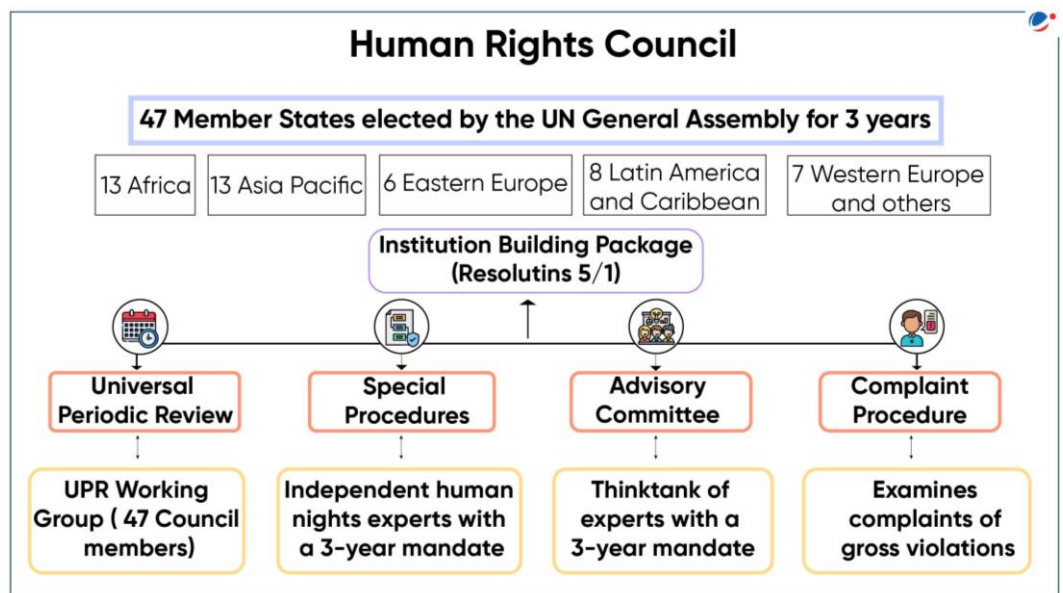 Human Rights Council
47 Member States elected by the UN General Assembly for 3 years
13 Africa
13 Asia Pacific
6 Eastern Europe
8 Latin America
and Caribbean
7 Western Europe
and others
Institution Building Package
(Resolutins 5/1)
Universal
Periodic Review
Special
Procedures
Advisory
Committee
Complaint
Procedure
UPR Working
Group ( 47 Council
members)
Independent human
nights experts with
a 3-year mandate
Thinktank of
experts with a
3-year mandate
Examines
complaints of
gross violations